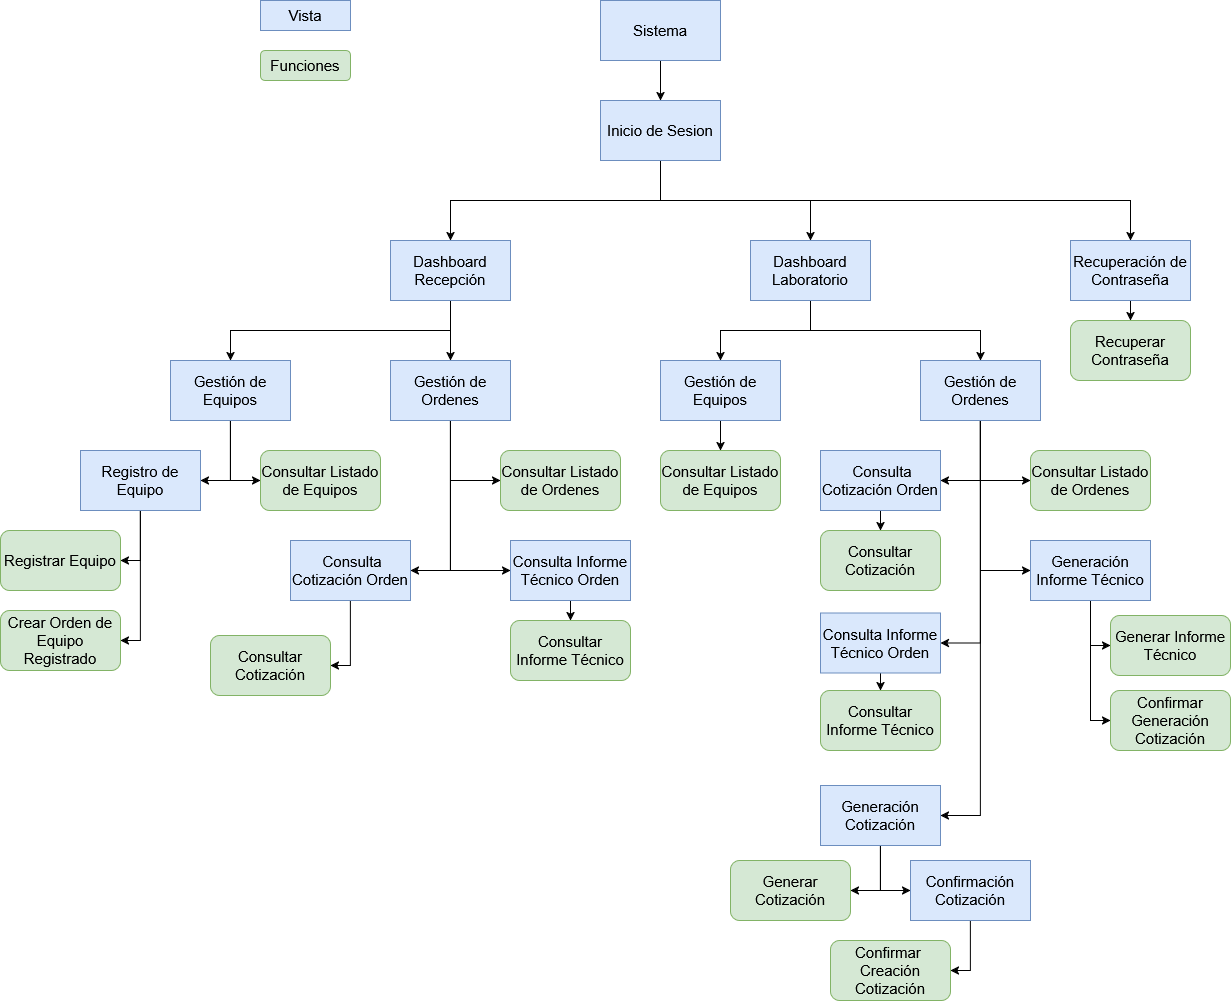 Vista
Sistema
Funciones
Inicio de Sesion
Dashboard
Recepción
Dashboard
Laboratorio
Recuperación de
Contraseña
Recuperar
Contraseña
Gestión de
Equipos
Gestión de
Ordenes
Gestión de
Equipos
Gestión de
Ordenes
Registro de
Equipo
Consultar Listado
de Equipos
Consultar Listado
de Ordenes
Consultar Listado
de Equipos
Consulta
Cotización Orden
Consultar Listado
de Ordenes
Registrar Equipo
Consulta
Cotización Orden
Consulta Informe
Técnico Orden
Consultar
Cotización
Generación
Informe Técnico
Crear Orden de
Equipo
Registrado
Consultar
Cotización
Consultar
Informe Técnico
Consulta Informe
Técnico Orden
Generar Informe
Técnico
Consultar
Informe Técnico
Confirmar
Generación
Cotización
Generación
Cotización
Generar
Cotización
Confirmación
Cotización
Confirmar
Creación
Cotización